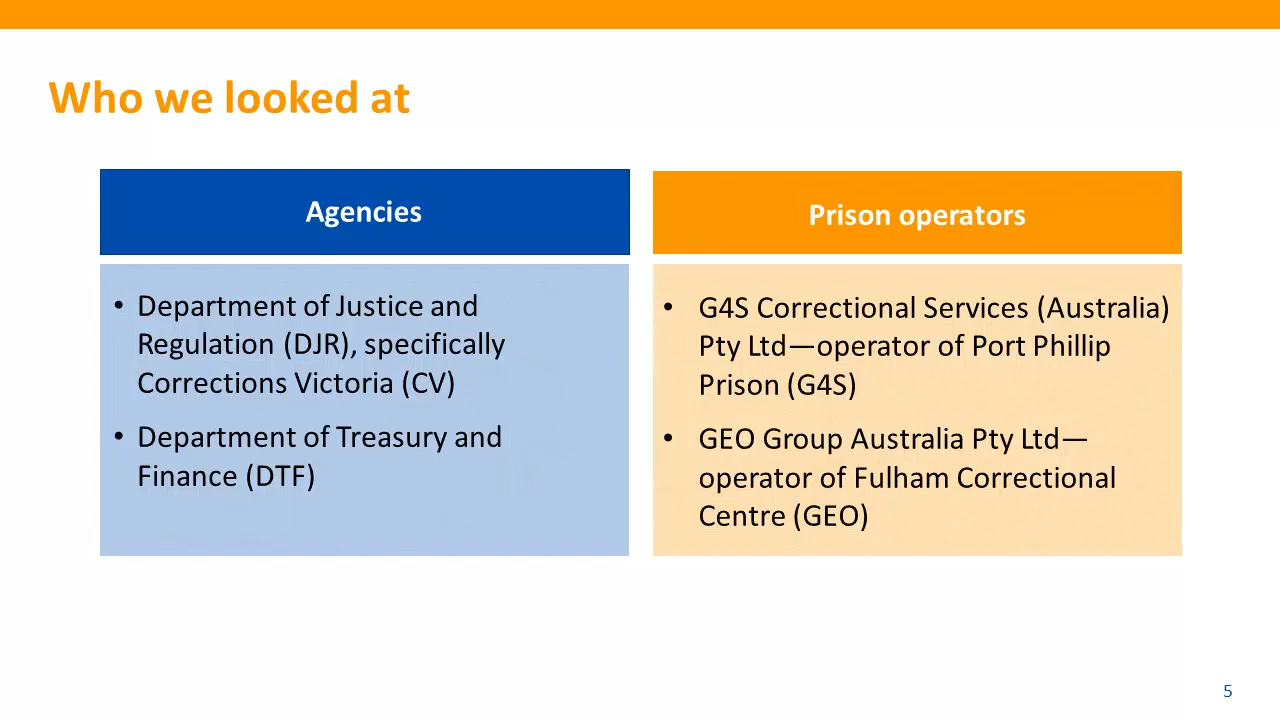 Who we looked at
Agencies
• Department of Justice and
Regulation (DJR), specifically
Corrections Victoria (CV)
• Department of Treasury and
Finance (DTF)
Prison operators
• G4S Correctional Services (Australia)
Pty Ltd—operator of Port Phillip
Prison (G4S)
• GEO Group Australia Pty Ltd—
operator of Fulham Correctional
Centre (GEO)
5